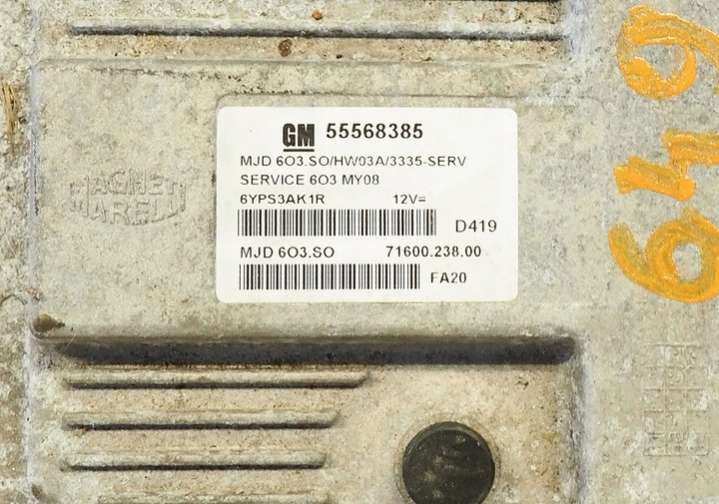 GM 55568385
MJD 6O3.SO/HW03A/3335-SERV
SERVICE 6O3 MY08
6YPS3AK1R 12V=
D419
MJD 6O3.SO 71600.238.00
FA20
MAGNETI
MARELLI
649